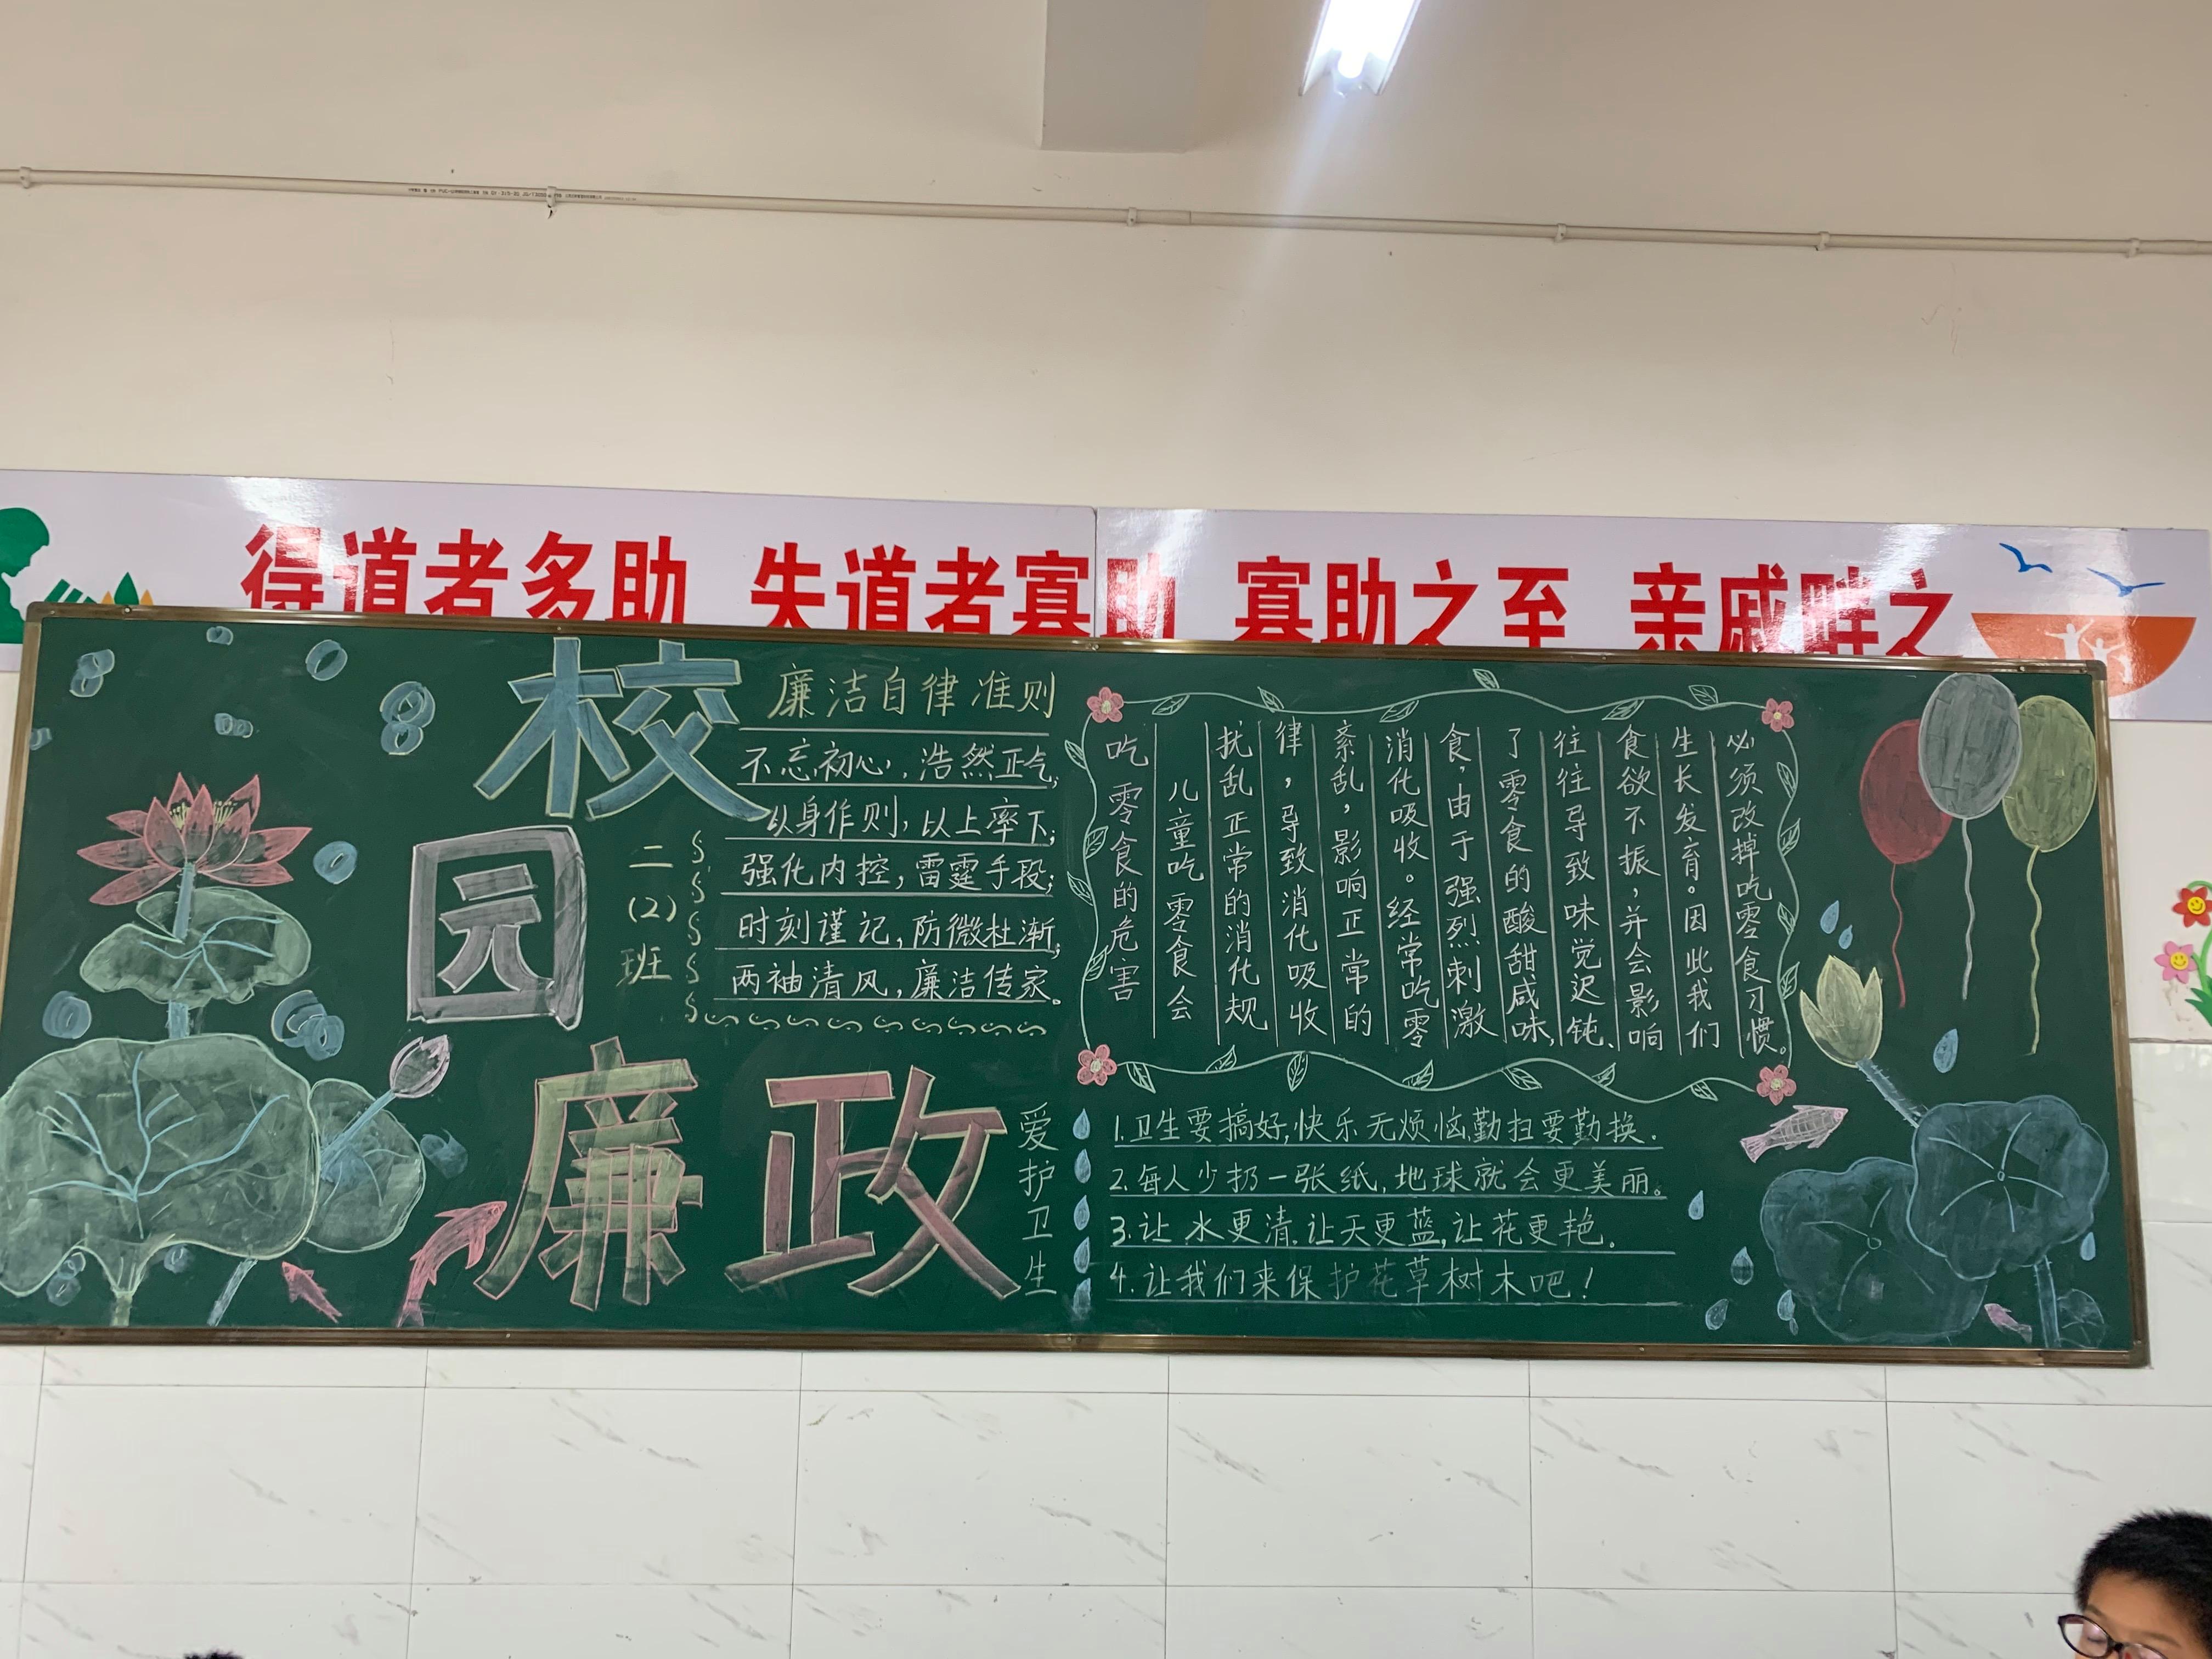 得道者多助 失道者寡助 寡助之至 亲戚畔之
校园
廉政
二(2)班
廉洁自律准则
不忘初心，浩然正气；
以身作则，以上率下；
强化内控，雷霆手段；
时刻谨记，防微杜渐；
两袖清风，廉洁传家。
吃零食的危害
儿童吃零食会
扰乱正常的消化规
律，导致消化吸收
紊乱，影响正常的
消化吸收。经常吃零
食，由于强烈刺激
了零食的酸甜咸味，
往往导致味觉迟钝、
食欲不振，并会影响
生长发育。因此我们
必须改掉吃零食习惯。
爱护卫生
1.卫生要搞好，快乐无烦恼，勤扫要勤换.
2.每人少扔一张纸，地球就会更美丽。
3.让水更清，让天更蓝，让花更艳.
4.让我们来保护花草树木吧！